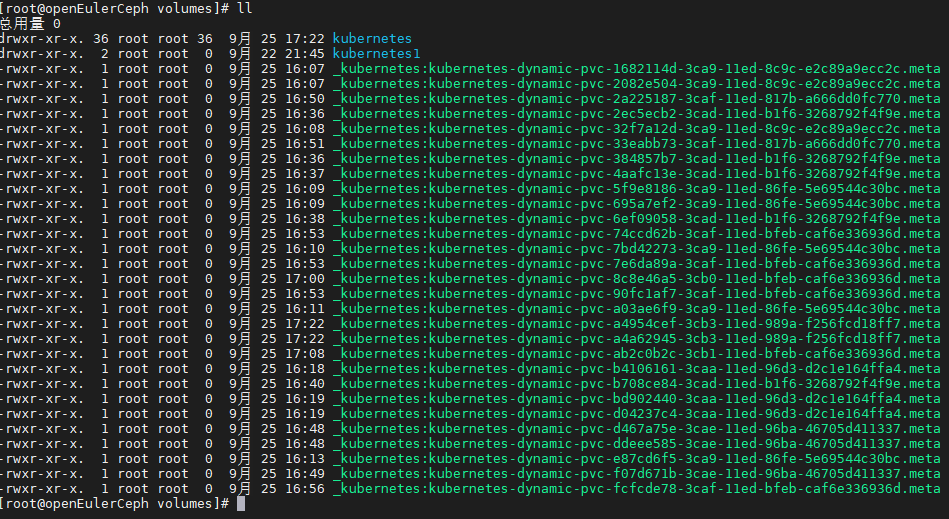 [root@openEulerCeph volumes]# ll
总用量 0
drwxr-xr-x. 36 root root 36  9月 25 17:22 kubernetes
drwxr-xr-x.  2 root root  0  9月 22 21:45 kubernetes1
-rwxr-xr-x.  1 root root  0  9月 25 16:07 _kubernetes:kubernetes-dynamic-pvc-1682114d-3ca9-11ed-8c9c-e2c89a9ecc2c.meta
-rwxr-xr-x.  1 root root  0  9月 25 16:07 _kubernetes:kubernetes-dynamic-pvc-2082e504-3ca9-11ed-8c9c-e2c89a9ecc2c.meta
-rwxr-xr-x.  1 root root  0  9月 25 16:50 _kubernetes:kubernetes-dynamic-pvc-2a225187-3caf-11ed-817b-a666dd0fc770.meta
-rwxr-xr-x.  1 root root  0  9月 25 16:36 _kubernetes:kubernetes-dynamic-pvc-2ec5ecb2-3cad-11ed-b1f6-3268792f4f9e.meta
-rwxr-xr-x.  1 root root  0  9月 25 16:08 _kubernetes:kubernetes-dynamic-pvc-32f7a12d-3ca9-11ed-8c9c-e2c89a9ecc2c.meta
-rwxr-xr-x.  1 root root  0  9月 25 16:51 _kubernetes:kubernetes-dynamic-pvc-33eabb73-3caf-11ed-817b-a666dd0fc770.meta
-rwxr-xr-x.  1 root root  0  9月 25 16:36 _kubernetes:kubernetes-dynamic-pvc-384857b7-3cad-11ed-b1f6-3268792f4f9e.meta
-rwxr-xr-x.  1 root root  0  9月 25 16:37 _kubernetes:kubernetes-dynamic-pvc-4aafc13e-3cad-11ed-b1f6-3268792f4f9e.meta
-rwxr-xr-x.  1 root root  0  9月 25 16:09 _kubernetes:kubernetes-dynamic-pvc-5f9e8186-3ca9-11ed-86fe-5e69544c30bc.meta
-rwxr-xr-x.  1 root root  0  9月 25 16:09 _kubernetes:kubernetes-dynamic-pvc-695a7ef2-3ca9-11ed-86fe-5e69544c30bc.meta
-rwxr-xr-x.  1 root root  0  9月 25 16:38 _kubernetes:kubernetes-dynamic-pvc-6ef09058-3cad-11ed-b1f6-3268792f4f9e.meta
-rwxr-xr-x.  1 root root  0  9月 25 16:53 _kubernetes:kubernetes-dynamic-pvc-74ccd62b-3caf-11ed-bfeb-caf6e336936d.meta
-rwxr-xr-x.  1 root root  0  9月 25 16:10 _kubernetes:kubernetes-dynamic-pvc-7bd42273-3ca9-11ed-86fe-5e69544c30bc.meta
-rwxr-xr-x.  1 root root  0  9月 25 16:53 _kubernetes:kubernetes-dynamic-pvc-7e6da89a-3caf-11ed-bfeb-caf6e336936d.meta
-rwxr-xr-x.  1 root root  0  9月 25 17:00 _kubernetes:kubernetes-dynamic-pvc-8c8e46a5-3cb0-11ed-bfeb-caf6e336936d.meta
-rwxr-xr-x.  1 root root  0  9月 25 16:53 _kubernetes:kubernetes-dynamic-pvc-90fc1af7-3caf-11ed-bfeb-caf6e336936d.meta
-rwxr-xr-x.  1 root root  0  9月 25 16:11 _kubernetes:kubernetes-dynamic-pvc-a03ae6f9-3ca9-11ed-86fe-5e69544c30bc.meta
-rwxr-xr-x.  1 root root  0  9月 25 17:22 _kubernetes:kubernetes-dynamic-pvc-a4954cef-3cb3-11ed-989a-f256fcd18ff7.meta
-rwxr-xr-x.  1 root root  0  9月 25 17:22 _kubernetes:kubernetes-dynamic-pvc-a4a62945-3cb3-11ed-989a-f256fcd18ff7.meta
-rwxr-xr-x.  1 root root  0  9月 25 17:08 _kubernetes:kubernetes-dynamic-pvc-ab2c0b2c-3cb1-11ed-bfeb-caf6e336936d.meta
-rwxr-xr-x.  1 root root  0  9月 25 16:18 _kubernetes:kubernetes-dynamic-pvc-b4106161-3caa-11ed-96d3-d2c1e164ffa4.meta
-rwxr-xr-x.  1 root root  0  9月 25 16:40 _kubernetes:kubernetes-dynamic-pvc-b708ce84-3cad-11ed-b1f6-3268792f4f9e.meta
-rwxr-xr-x.  1 root root  0  9月 25 16:19 _kubernetes:kubernetes-dynamic-pvc-bd902440-3caa-11ed-96d3-d2c1e164ffa4.meta
-rwxr-xr-x.  1 root root  0  9月 25 16:19 _kubernetes:kubernetes-dynamic-pvc-d04237c4-3caa-11ed-96d3-d2c1e164ffa4.meta
-rwxr-xr-x.  1 root root  0  9月 25 16:48 _kubernetes:kubernetes-dynamic-pvc-d467a75e-3cae-11ed-96ba-46705d411337.meta
-rwxr-xr-x.  1 root root  0  9月 25 16:48 _kubernetes:kubernetes-dynamic-pvc-ddeee585-3cae-11ed-96ba-46705d411337.meta
-rwxr-xr-x.  1 root root  0  9月 25 16:13 _kubernetes:kubernetes-dynamic-pvc-e87cd6f5-3ca9-11ed-86fe-5e69544c30bc.meta
-rwxr-xr-x.  1 root root  0  9月 25 16:49 _kubernetes:kubernetes-dynamic-pvc-f07d671b-3cae-11ed-96ba-46705d411337.meta
-rwxr-xr-x.  1 root root  0  9月 25 16:56 _kubernetes:kubernetes-dynamic-pvc-fcfcde78-3caf-11ed-bfeb-caf6e336936d.meta
[root@openEulerCeph volumes]#